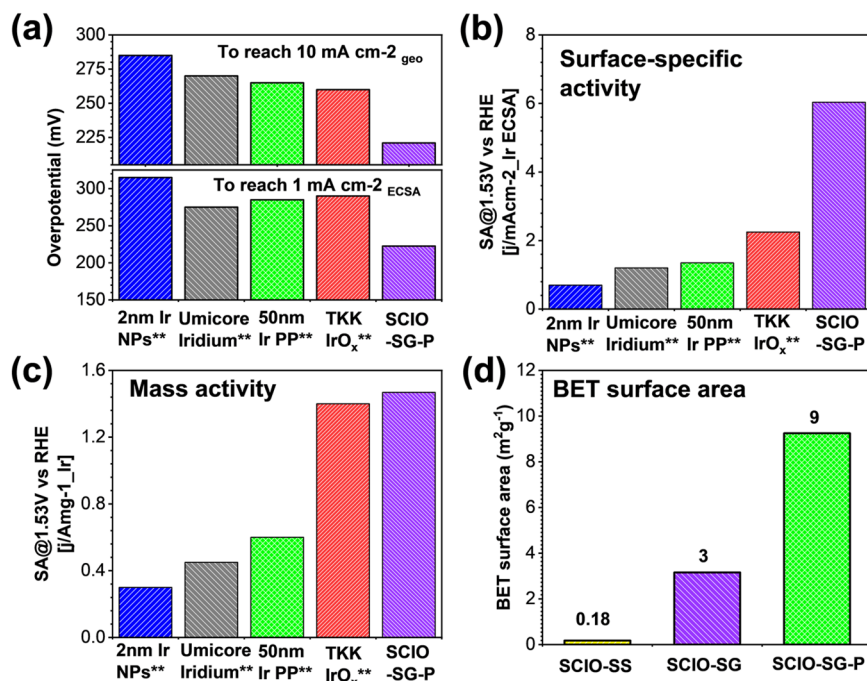 (a)
300
275
250
225
To reach 10 mA cm-2 geo
300
250
200
150
To reach 1 mA cm-2 ECSA
Overpotential (mV)
2nm Ir
NPs**
Umicore
Iridium**
50nm
Ir PP**
TKK
IrOx**
SCIO
-SG-P
(b)
Surface-specific
activity
SA@1.53V vs RHE
[j/mAcm-2_Ir ECSA]
8
6
4
2
0
2nm Ir
NPs**
Umicore
Iridium**
50nm
Ir PP**
TKK
IrOx**
SCIO
-SG-P
(c)
Mass activity
SA@1.53V vs RHE
[j/Amg-1_Ir]
1.6
1.2
0.8
0.4
0.0
2nm Ir
NPs**
Umicore
Iridium**
50nm
Ir PP**
TKK
IrOx**
SCIO
-SG-P
(d)
BET surface area
BET surface area (m²g⁻¹)
12
10
8
6
4
2
0
0.18
3
9
SCIO-SS
SCIO-SG
SCIO-SG-P